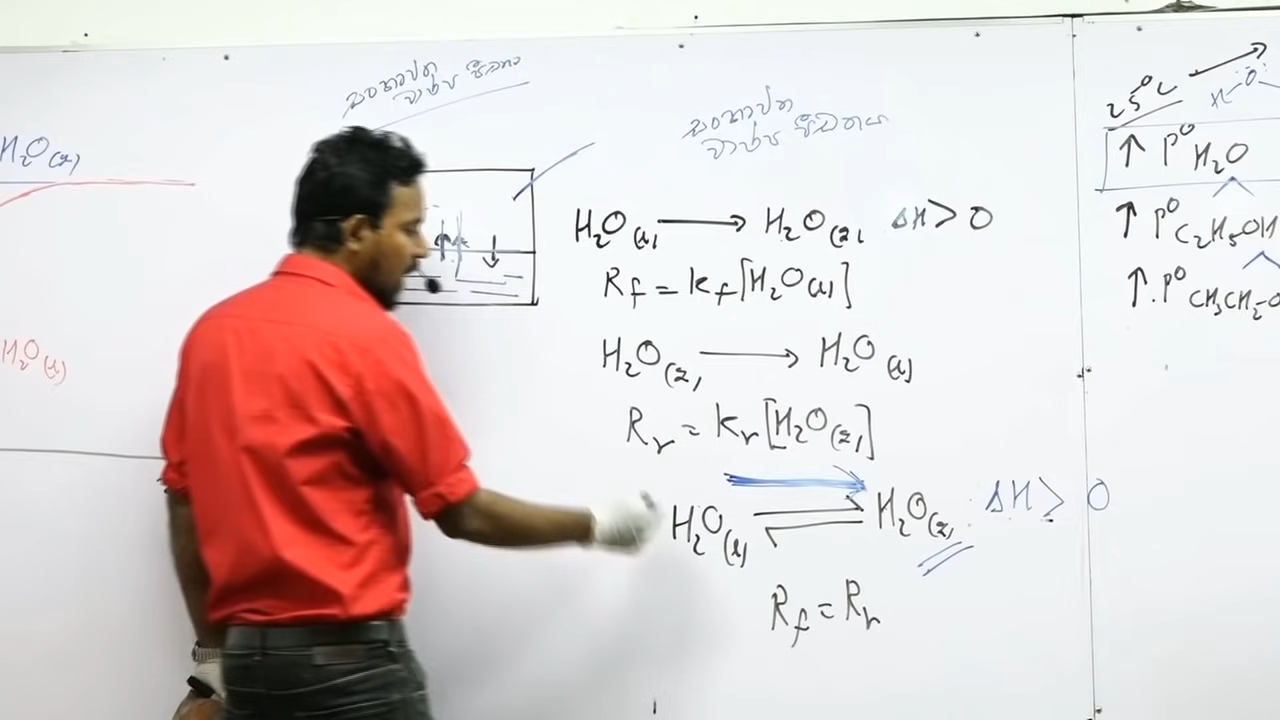 H₂O(g)
H₂O(l)
සංතෘප්ත
වාෂ්ප පීඩනය
සංතෘප්ත
වාෂ්ප පීඩනය
H₂O(l) ⟶ H₂O(g) ΔH > 0
R_f = k_f [H₂O(l)]
H₂O(g) ⟶ H₂O(l)
R_r = k_r [H₂O(g)]
H₂O(l) ⇌ H₂O(g) ΔH > 0
R_f = R_r
25°C ⟶
H O
↑ P° H₂O
↑ P° C₂H₅OH
↑ P° CH₃CH₂-O